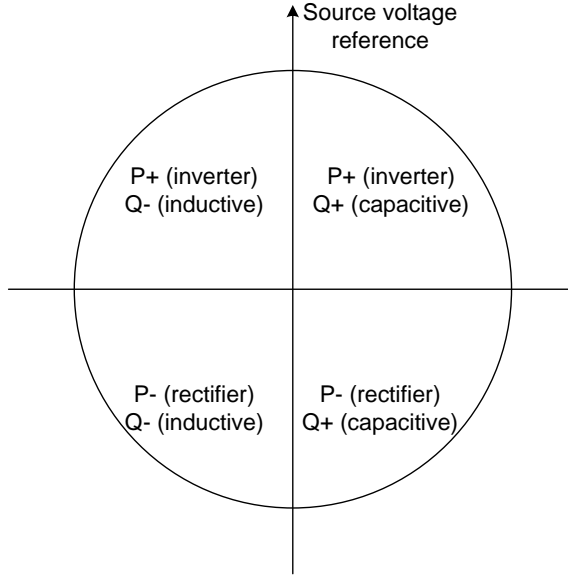 Source voltage
reference
P+ (inverter)
Q- (inductive)
P+ (inverter)
Q+ (capacitive)
P- (rectifier)
Q- (inductive)
P- (rectifier)
Q+ (capacitive)